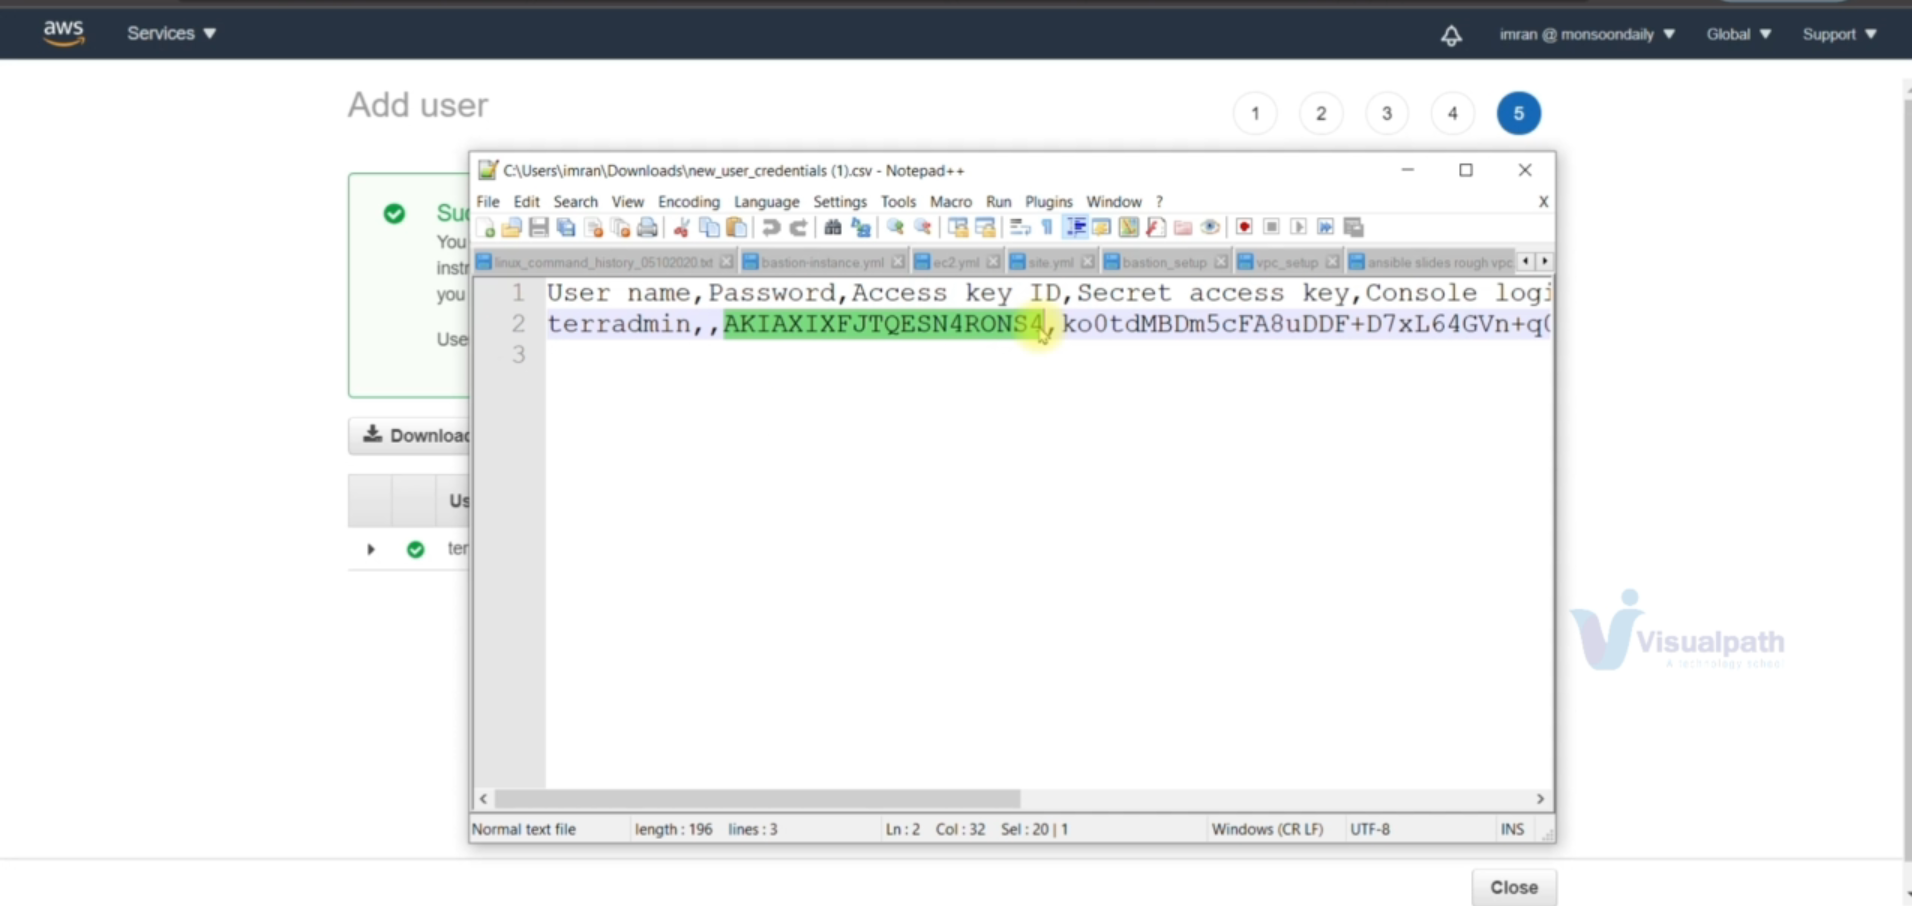 aws
Services
imran @ monsoondaily
Global
Support
Add user
1
2
3
4
5
C:\Users\imran\Downloads\new_user_credentials (1).csv - Notepad++
File Edit Search View Encoding Language Settings Tools Macro Run Plugins Window ?
X
linux_command_history_05102020.txt
bastion-instance.yml
ec2.yml
site.yml
bastion_setup
vpc_setup
ansible slides rough vpc
1 User name,Password,Access key ID,Secret access key,Console logi
2 terradmin,,AKIAXIXFJTQESN4RONS4,ko0tdMBDm5cFA8uDDF+D7xL64GVn+q
3
Suc
You
instr
you
Use
Download
Us
ter
Visualpath
A technology school
Normal text file
length : 196 lines : 3
Ln : 2 Col : 32 Sel : 20 | 1
Windows (CR LF)
UTF-8
INS
Close